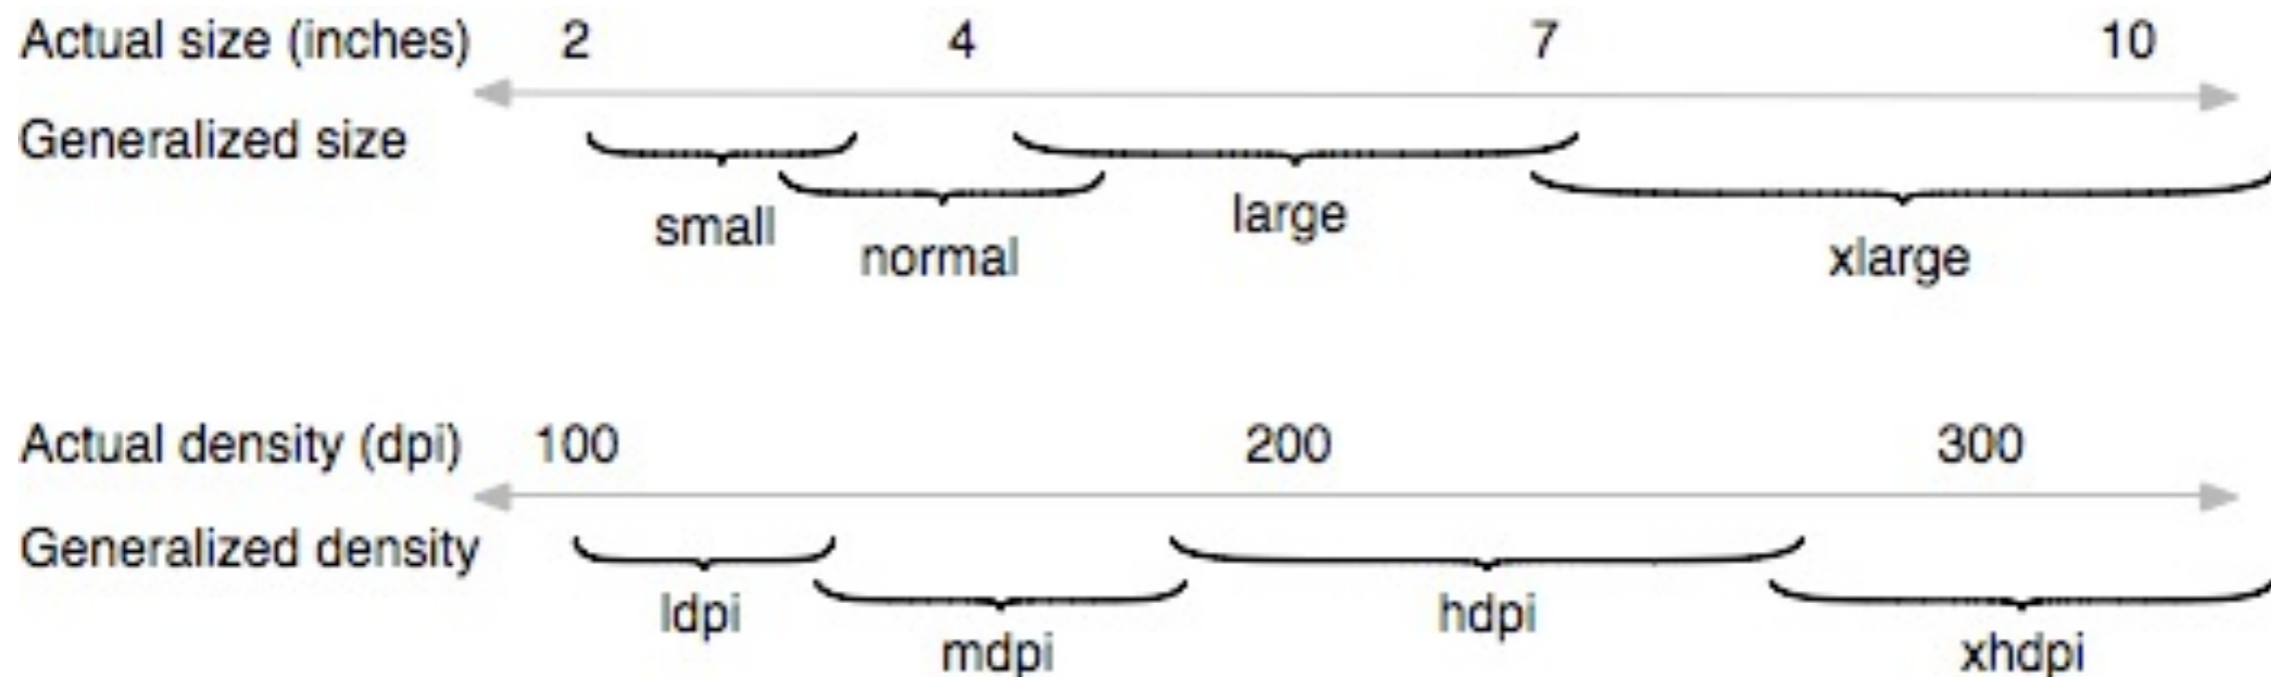 Actual size (inches) 2 4 7 10
Generalized size
small large
normal xlarge
Actual density (dpi) 100 200 300
Generalized density
ldpi hdpi
mdpi xhdpi